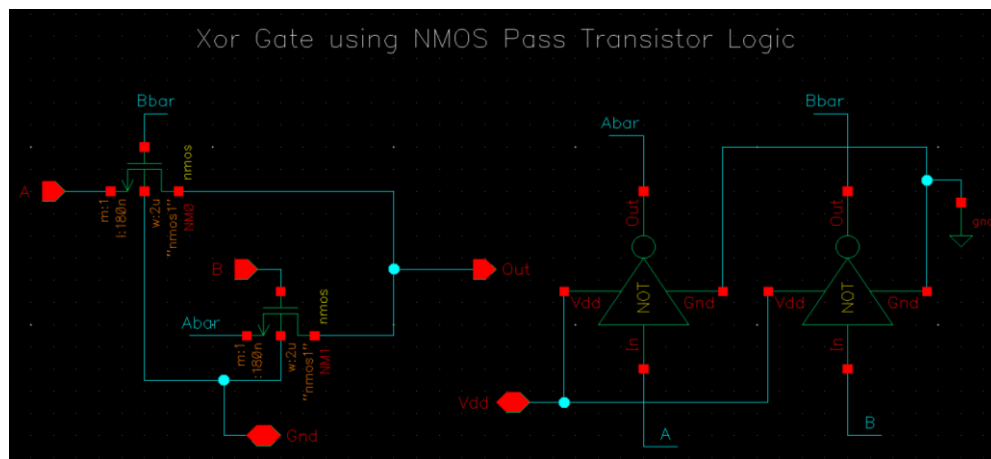 Xor Gate using NMOS Pass Transistor Logic
Bbar
A
nmos
m:1
l:180n
w:2u
"nmos1"
NM0
B
Abar
nmos
m:1
:180n
w:2u
"nmos1"
NM1
Out
Gnd
Abar
Out
NOT
Vdd
Gnd
In
A
Bbar
Out
NOT
Vdd
Gnd
In
B
Vdd
gnd